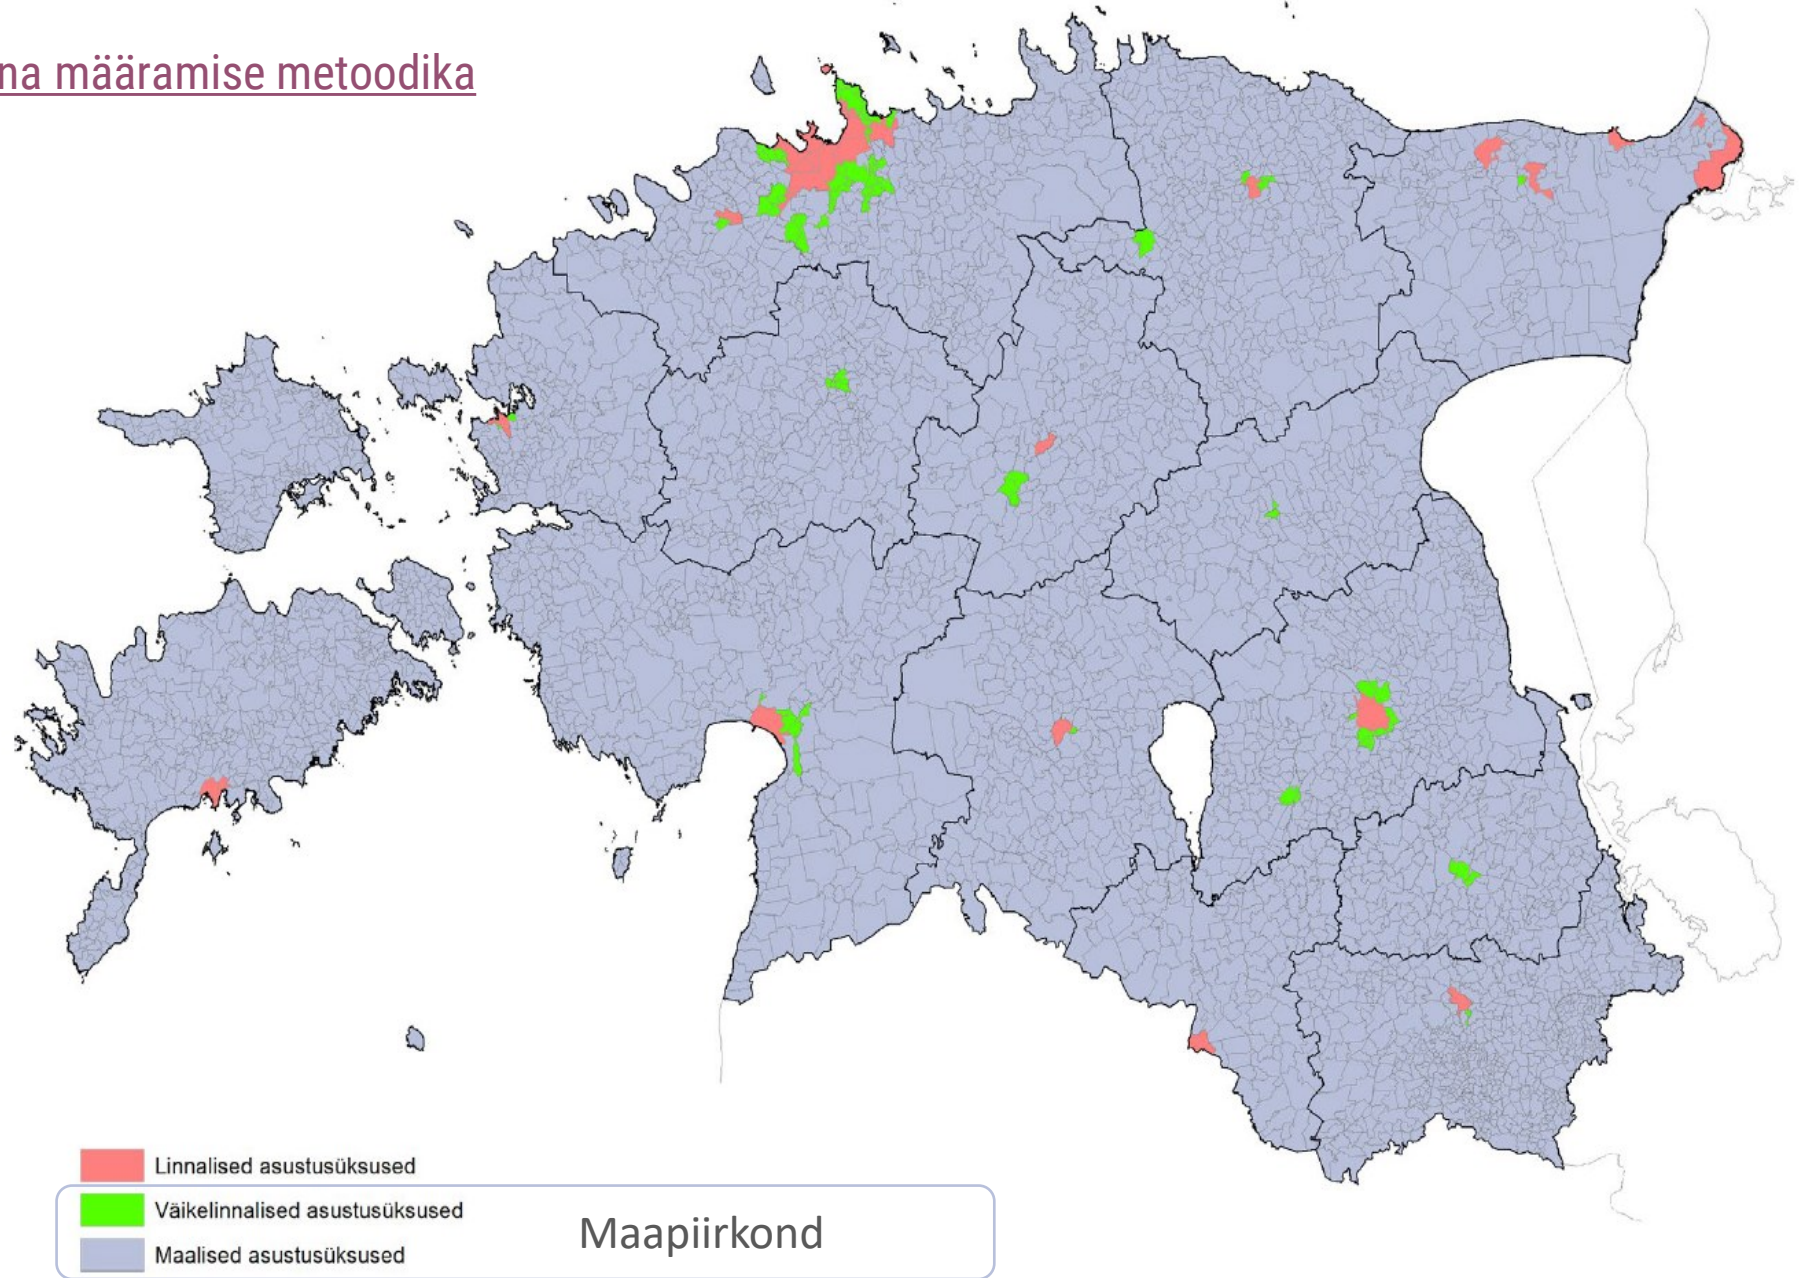 na määramise metoodika
Linnalised asustusüksused
Väikelinnalised asustusüksused
Maalised asustusüksused
Maapiirkond